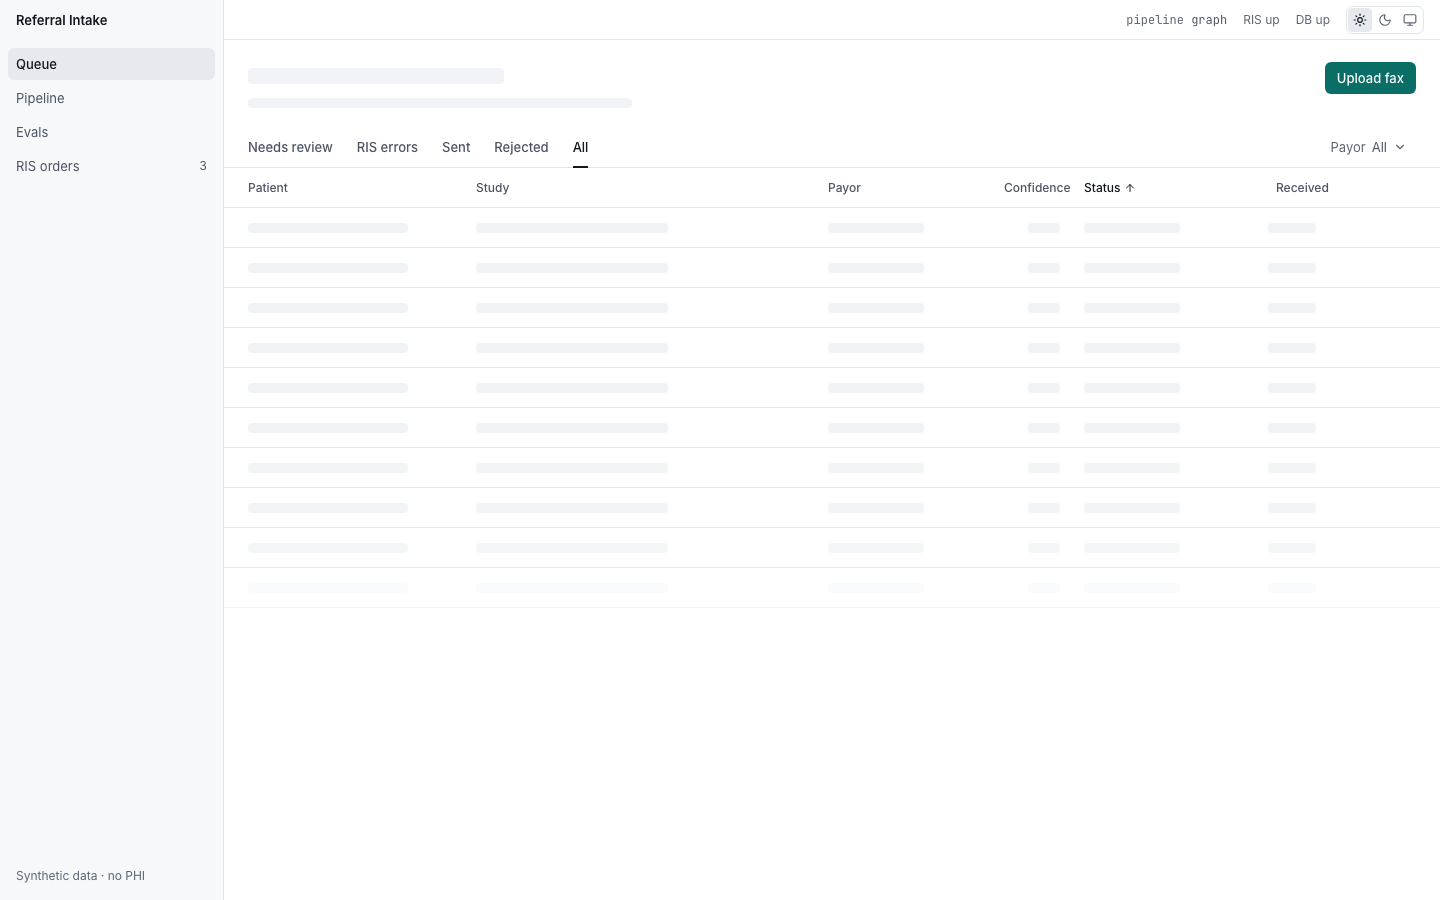 Referral Intake
Queue
Pipeline
Evals
RIS orders 3
Synthetic data · no PHI
pipeline graph RIS up DB up
Upload fax
Needs review RIS errors Sent Rejected All
Payor All
Patient Study Payor Confidence Status ↑ Received